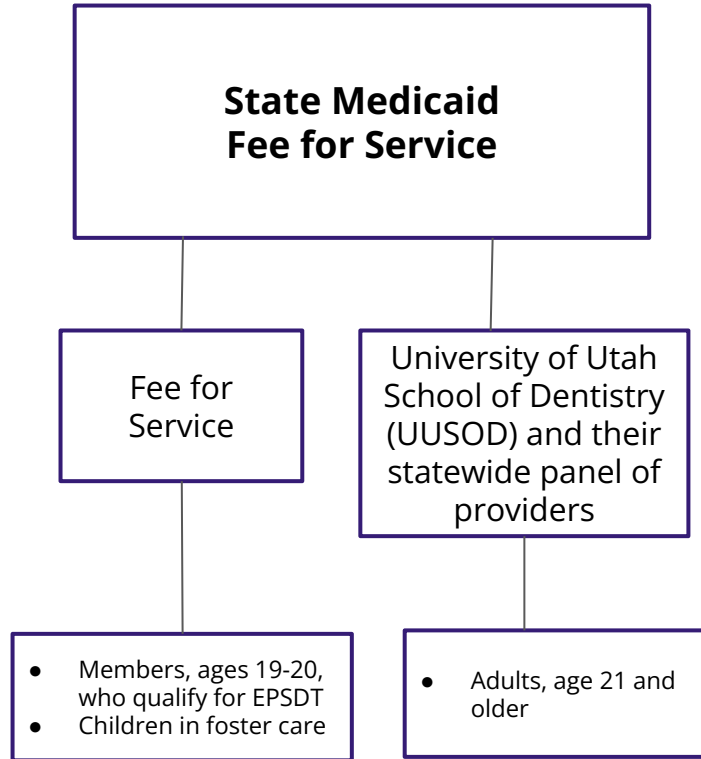 State Medicaid
Fee for Service
Fee for
Service
University of Utah
School of Dentistry
(UUSOD) and their
statewide panel of
providers
● Members, ages 19-20,
who qualify for EPSDT
● Children in foster care
● Adults, age 21 and
older